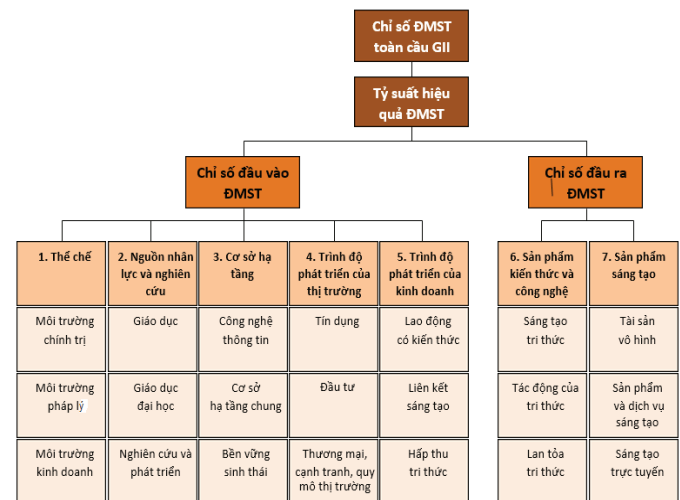 Chỉ số ĐMST
toàn cầu GII
Tỷ suất hiệu
quả ĐMST
Chỉ số đầu vào
ĐMST
Chỉ số đầu ra
ĐMST
1. Thể chế
2. Nguồn nhân
lực và nghiên
cứu
3. Cơ sở hạ
tầng
4. Trình độ
phát triển của
thị trường
5. Trình độ
phát triển của
kinh doanh
6. Sản phẩm
kiến thức và
công nghệ
7. Sản phẩm
sáng tạo
Môi trường
chính trị
Giáo dục
Công nghệ
thông tin
Tín dụng
Lao động
có kiến thức
Sáng tạo
tri thức
Tài sản
vô hình
Môi trường
pháp lý
Giáo dục
đại học
Cơ sở
hạ tầng chung
Đầu tư
Liên kết
sáng tạo
Tác động của
tri thức
Sản phẩm
và dịch vụ
sáng tạo
Môi trường
kinh doanh
Nghiên cứu và
phát triển
Bền vững
sinh thái
Thương mại,
cạnh tranh, quy
mô thị trường
Hấp thu
tri thức
Lan tỏa
tri thức
Sáng tạo
trực tuyến